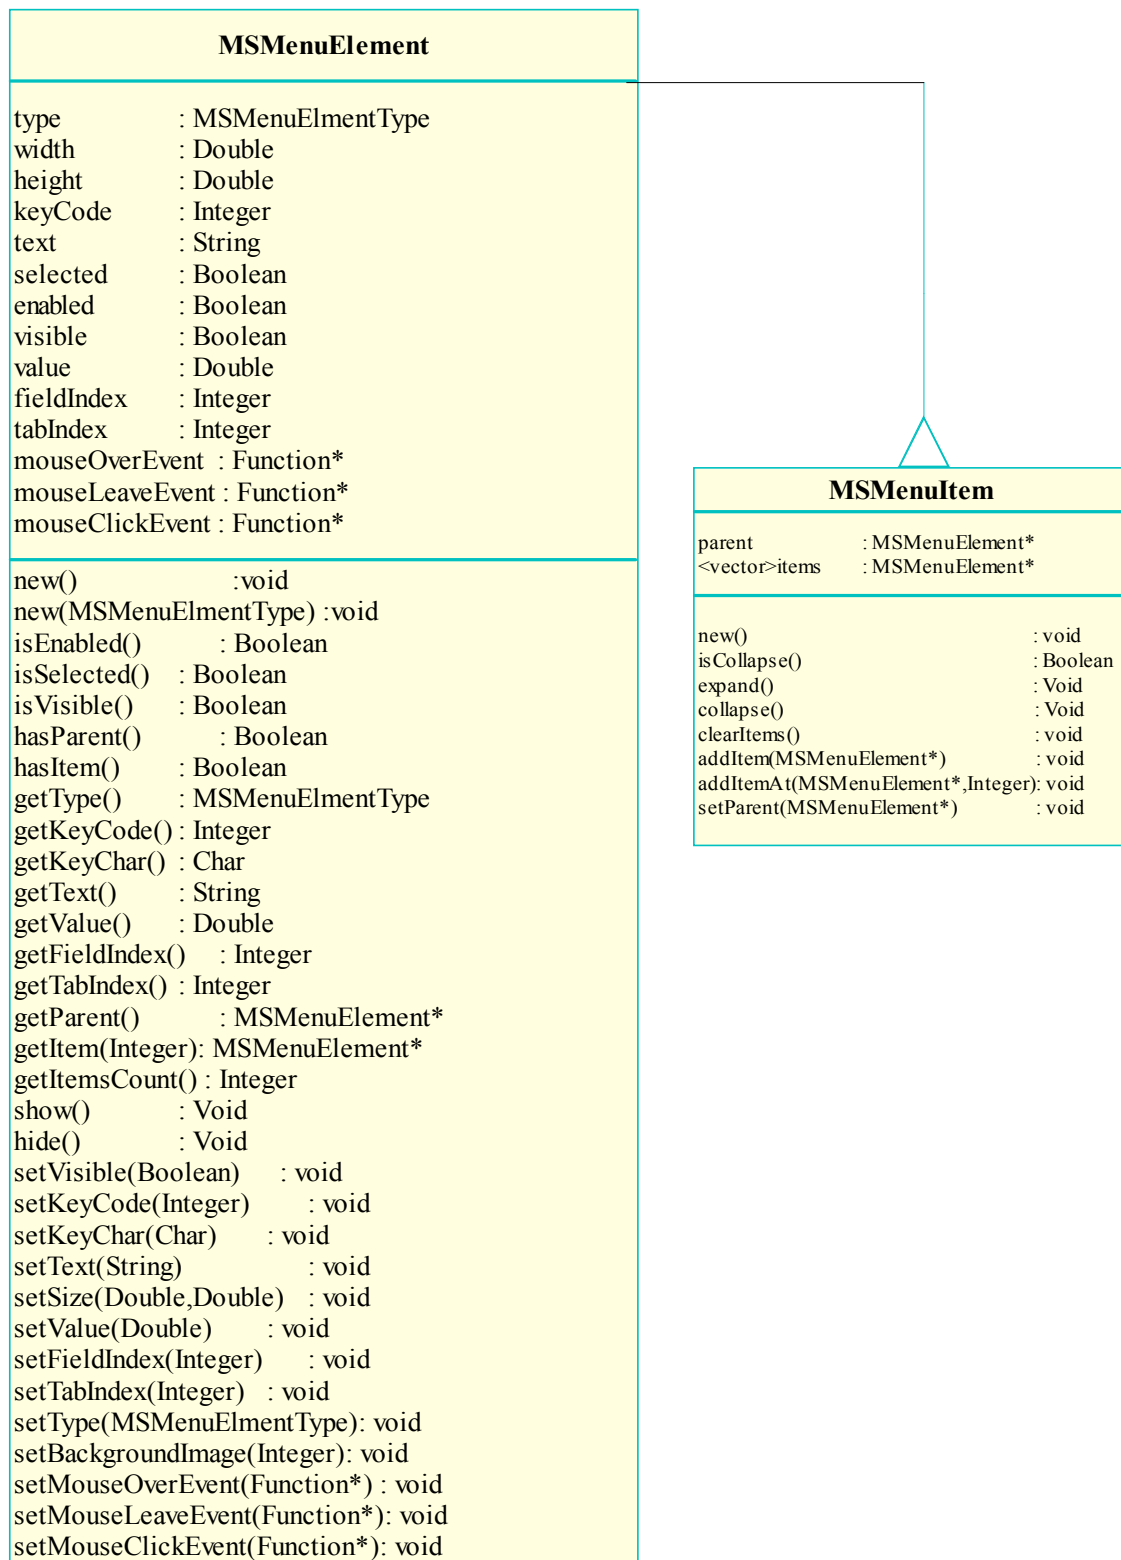 MSMenuElement
type : MSMenuElmentType
width : Double
height : Double
keyCode : Integer
text : String
selected : Boolean
enabled : Boolean
visible : Boolean
value : Double
fieldIndex : Integer
tabIndex : Integer
mouseOverEvent : Function*
mouseLeaveEvent : Function*
mouseClickEvent : Function*
new() :void
new(MSMenuElmentType) :void
isEnabled() : Boolean
isSelected() : Boolean
isVisible() : Boolean
hasParent() : Boolean
hasItem() : Boolean
getType() : MSMenuElmentType
getKeyCode() : Integer
getKeyChar() : Char
getText() : String
getValue() : Double
getFieldIndex() : Integer
getTabIndex() : Integer
getParent() : MSMenuElement*
getItem(Integer): MSMenuElement*
getItemsCount() : Integer
show() : Void
hide() : Void
setVisible(Boolean) : void
setKeyCode(Integer) : void
setKeyChar(Char) : void
setText(String) : void
setSize(Double,Double) : void
setValue(Double) : void
setFieldIndex(Integer) : void
setTabIndex(Integer) : void
setType(MSMenuElmentType): void
setBackgroundImage(Integer): void
setMouseOverEvent(Function*) : void
setMouseLeaveEvent(Function*): void
setMouseClickEvent(Function*): void
MSMenuItem
parent : MSMenuElement*
<vector>items : MSMenuElement*
new() : void
isCollapse() : Boolean
expand() : Void
collapse() : Void
clearItems() : void
addItem(MSMenuElement*) : void
addItemAt(MSMenuElement*,Integer): void
setParent(MSMenuElement*) : void